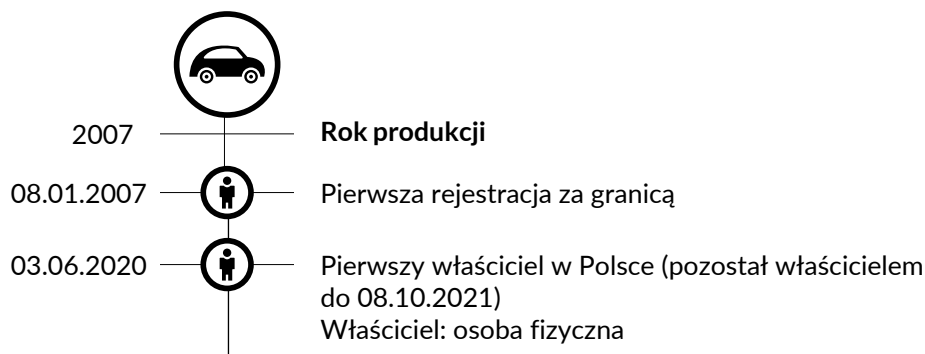 2007 Rok produkcji
08.01.2007 Pierwsza rejestracja za granicą
03.06.2020 Pierwszy właściciel w Polsce (pozostał właścicielem
do 08.10.2021)
Właściciel: osoba fizyczna